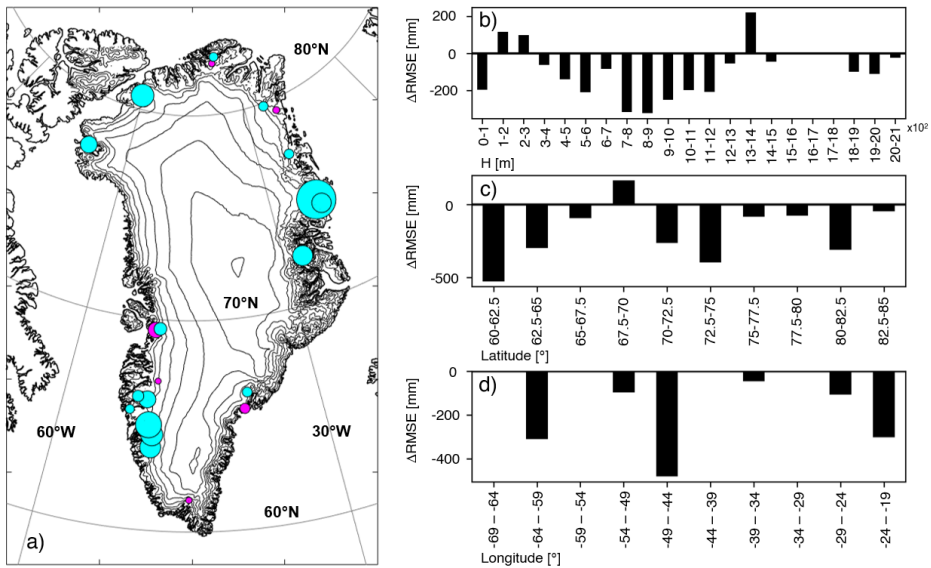 80°N
70°N
60°W
30°W
60°N
a)
b)
ΔRMSE [mm]
200
0
-200
0-1
1-2
2-3
3-4
4-5
5-6
6-7
7-8
8-9
9-10
10-11
11-12
12-13
13-14
14-15
15-16
16-17
17-18
18-19
19-20
20-21
x10²
H [m]
c)
ΔRMSE [mm]
0
-500
60-62.5
62.5-65
65-67.5
67.5-70
70-72.5
72.5-75
75-77.5
77.5-80
80-82.5
82.5-85
Latitude [°]
d)
ΔRMSE [mm]
0
-200
-400
-69 – -64
-64 – -59
-59 – -54
-54 – -49
-49 – -44
-44 – -39
-39 – -34
-34 – -29
-29 – -24
-24 – -19
Longitude [°]